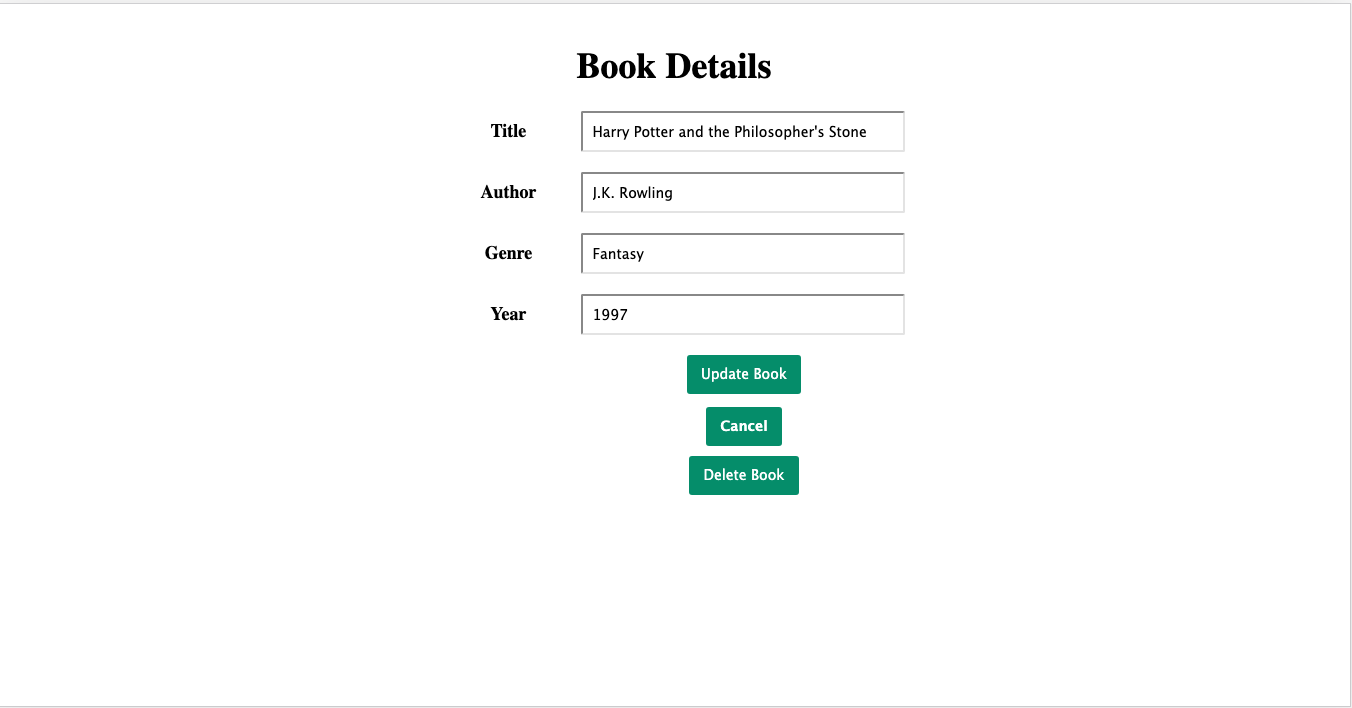 Book Details
Title Harry Potter and the Philosopher's Stone
Author J.K. Rowling
Genre Fantasy
Year 1997
Update Book
Cancel
Delete Book